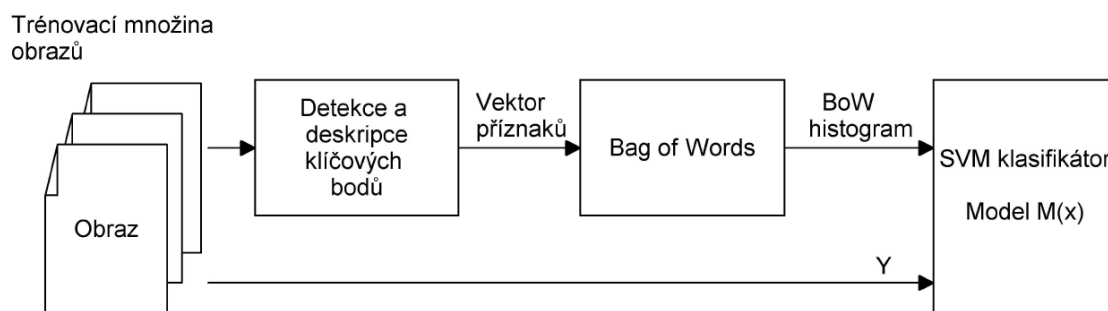 Trénovací množina
obrazů
Obraz
Detekce a
deskripce
klíčových
bodů
Vektor
příznaků
Bag of Words
BoW
histogram
SVM klasifikátor
Model M(x)
Y